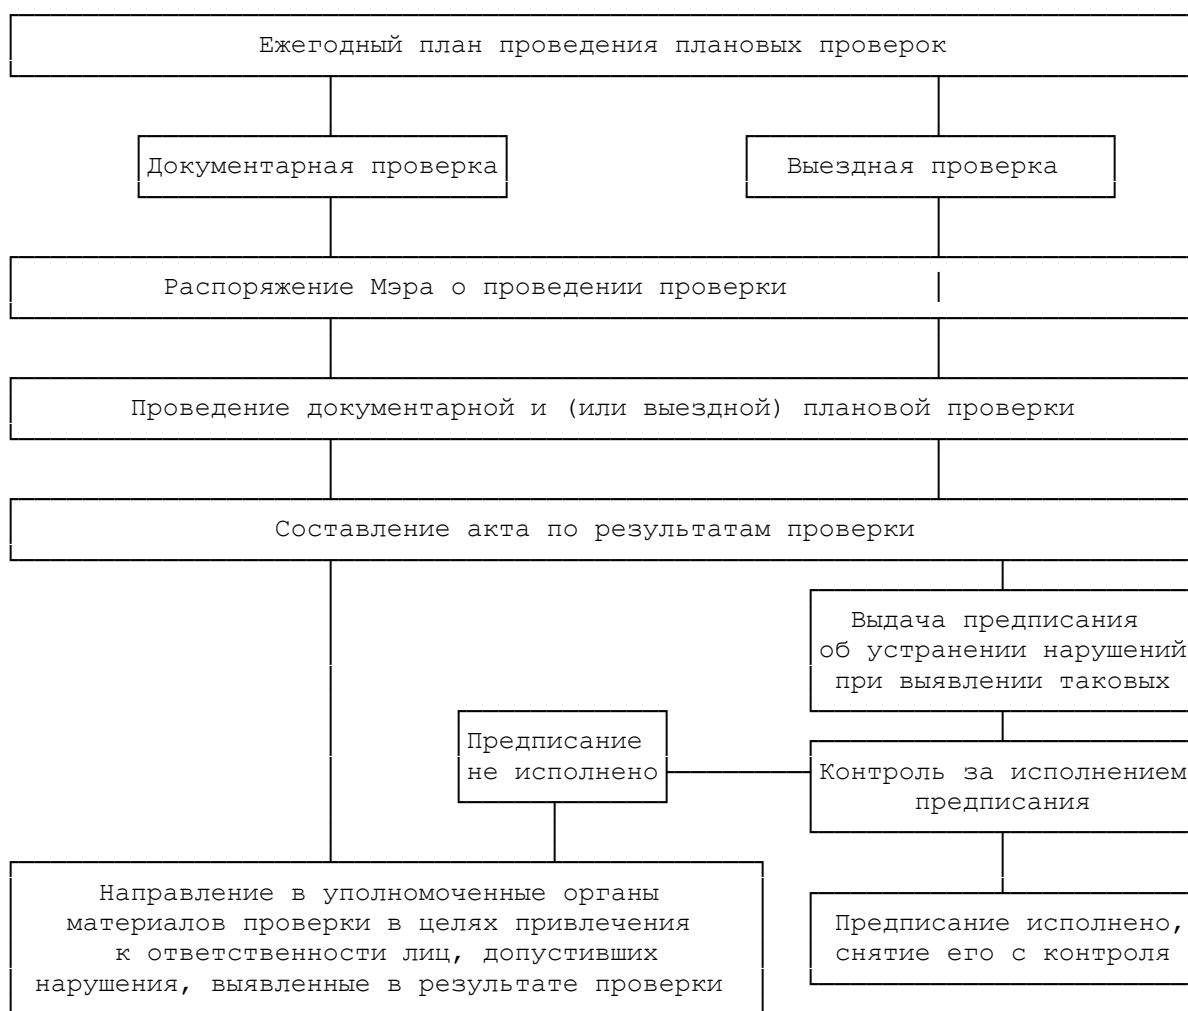 Ежегодный план проведения плановых проверок
Документарная проверка
Выездная проверка
Распоряжение Мэра о проведении проверки
Проведение документарной и (или выездной) плановой проверки
Составление акта по результатам проверки
Выдача предписания
об устранении нарушений
при выявлении таковых
Предписание
не исполнено
Контроль за исполнением
предписания
Направление в уполномоченные органы
материалов проверки в целях привлечения
к ответственности лиц, допустивших
нарушения, выявленные в результате проверки
Предписание исполнено,
снятие его с контроля